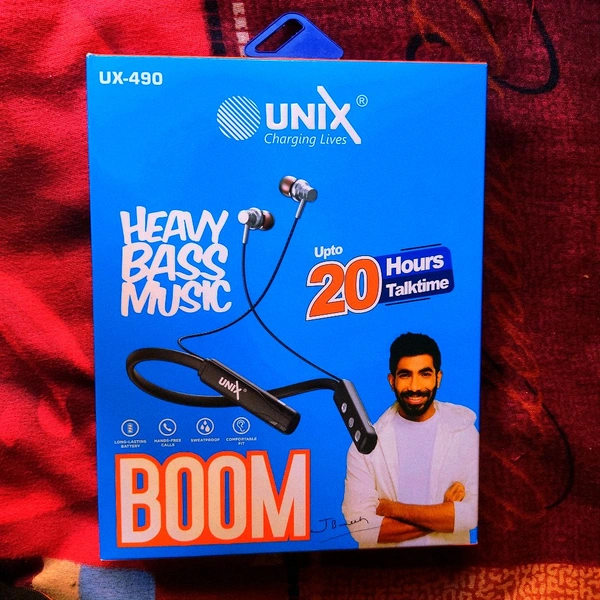 UX-490
UNIX®
Charging Lives
HEAVY
BASS
MUSIC
Upto
20 Hours
Talktime
UNIX
LONG-LASTING
BATTERY
HANDS-FREE
CALLS
SWEATPROOF
COMFORTABLE
FIT
BOOM